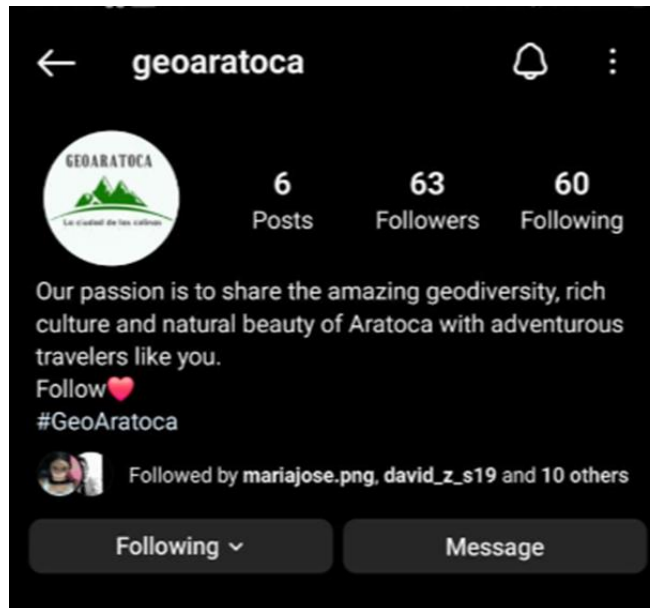 geoaratoca
GEOARATOCA
La ciudad de las colinas
6
Posts
63
Followers
60
Following
Our passion is to share the amazing geodiversity, rich
culture and natural beauty of Aratoca with adventurous
travelers like you.
Follow❤️
#GeoAratoca
Followed by mariajose.png, david_z_s19 and 10 others
Following
Message